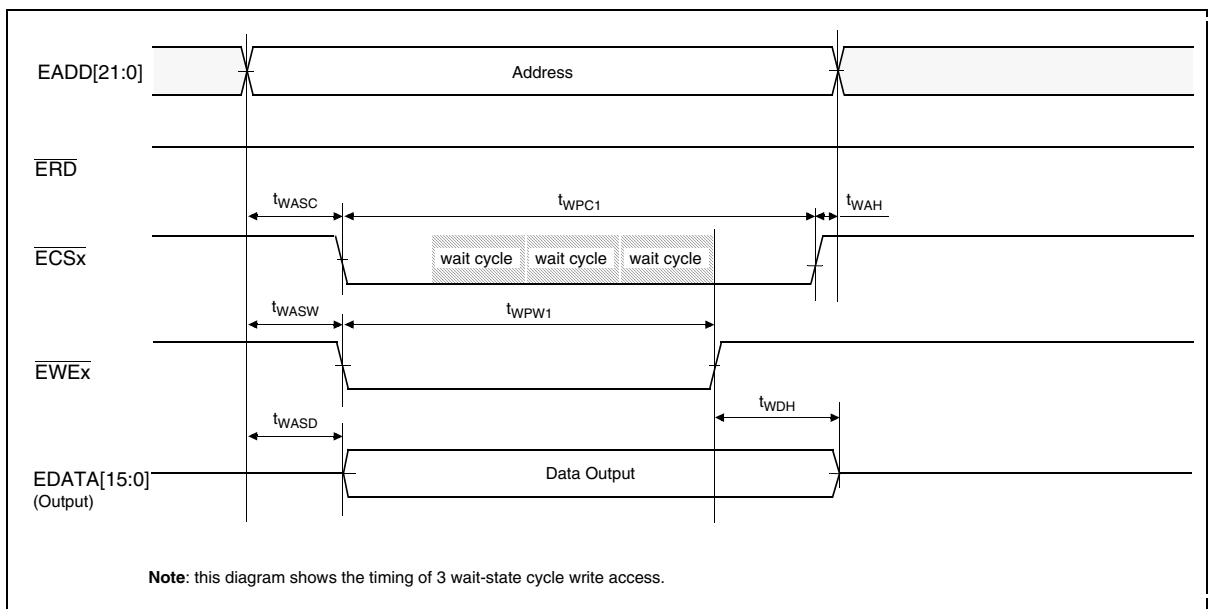 EADD[21:0]
Address
ERD
tWASC
tWPC1
tWAH
ECSx
wait cycle
wait cycle
wait cycle
tWASW
tWPW1
EWEx
tWDH
tWASD
EDATA[15:0]
(Output)
Data Output
Note: this diagram shows the timing of 3 wait-state cycle write access.